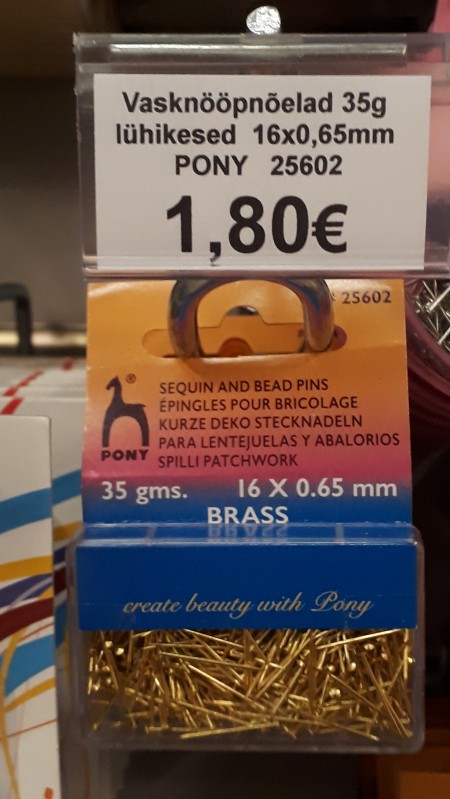 Vasknööpnõelad 35g
lühikesed 16x0,65mm
PONY 25602
1,80€
25602
®
SEQUIN AND BEAD PINS
ÉPINGLES POUR BRICOLAGE
KURZE DEKO STECKNADELN
PARA LENTEJUELAS Y ABALORIOS
SPILLI PATCHWORK
PONY
35 gms. 16 X 0.65 mm
BRASS
create beauty with Pony